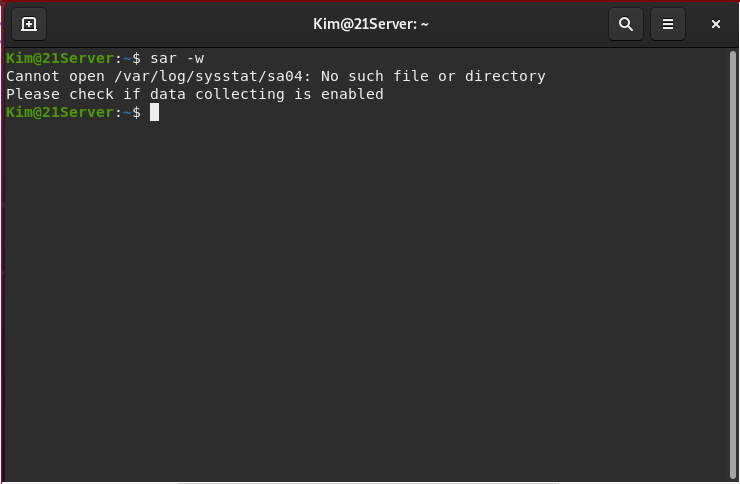 Kim@21Server: ~
Kim@21Server:~$ sar -w
Cannot open /var/log/sysstat/sa04: No such file or directory
Please check if data collecting is enabled
Kim@21Server:~$